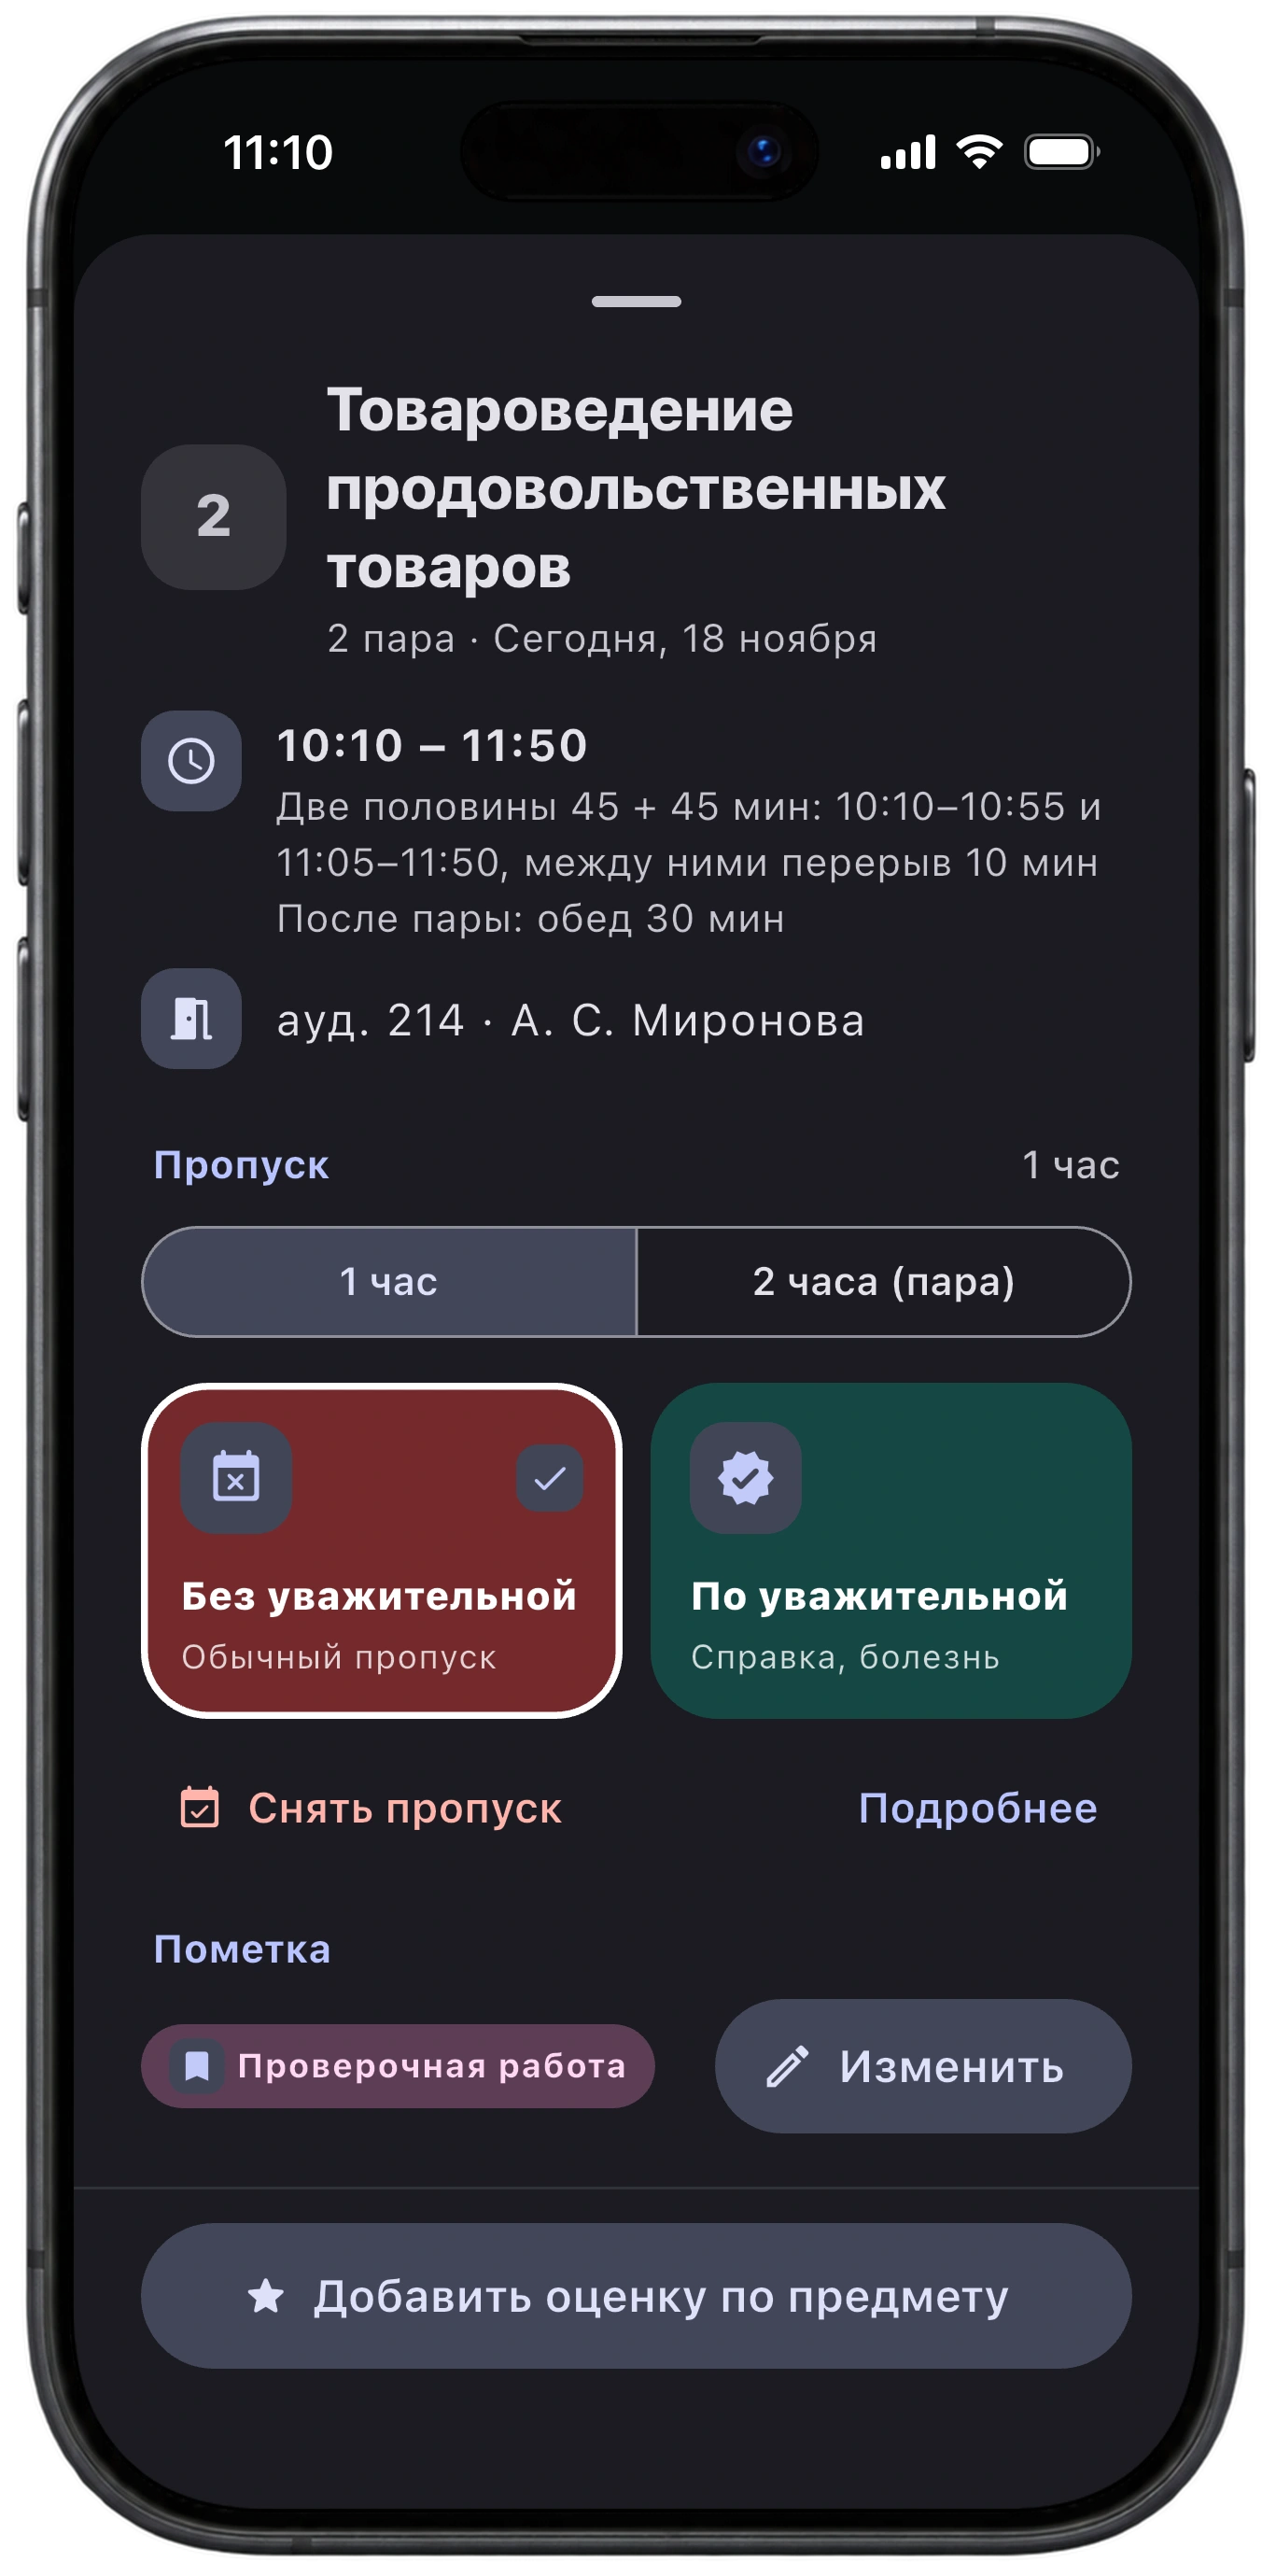 11:10
Товароведение
продовольственных
товаров
2
2 пара · Сегодня, 18 ноября
10:10 – 11:50
Две половины 45 + 45 мин: 10:10–10:55 и
11:05–11:50, между ними перерыв 10 мин
После пары: обед 30 мин
ауд. 214 · А. С. Миронова
Пропуск
1 час
1 час
2 часа (пара)
Без уважительной
Обычный пропуск
По уважительной
Справка, болезнь
Снять пропуск
Подробнее
Пометка
Проверочная работа
Изменить
Добавить оценку по предмету